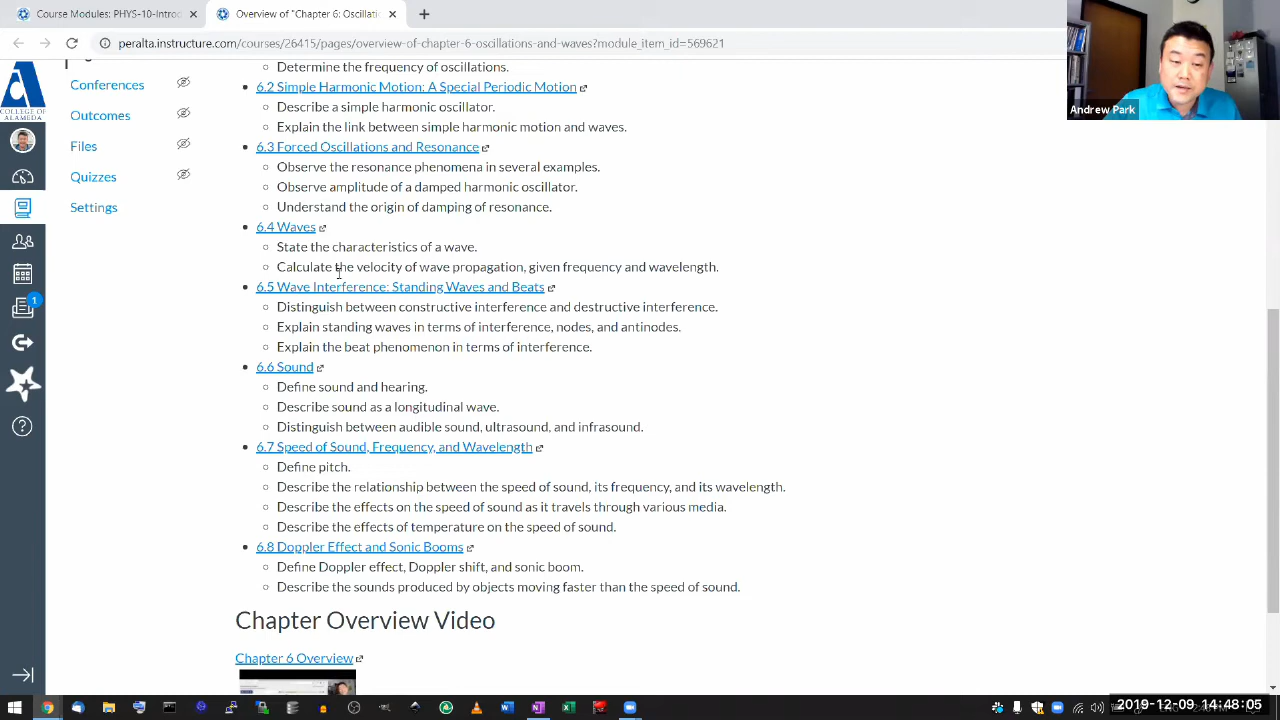 Course Modules: PHYS-10-Introd
Overview of "Chapter 6: Oscillati
peralta.instructure.com/courses/26415/pages/overview-of-chapter-6-oscillations-and-waves?module_item_id=569621
Andrew Park
COLLEGE OF
ALAMEDA
Conferences
Outcomes
Files
Quizzes
Settings
1
Determine the frequency of oscillations.
6.2 Simple Harmonic Motion: A Special Periodic Motion
Describe a simple harmonic oscillator.
Explain the link between simple harmonic motion and waves.
6.3 Forced Oscillations and Resonance
Observe the resonance phenomena in several examples.
Observe amplitude of a damped harmonic oscillator.
Understand the origin of damping of resonance.
6.4 Waves
State the characteristics of a wave.
Calculate the velocity of wave propagation, given frequency and wavelength.
6.5 Wave Interference: Standing Waves and Beats
Distinguish between constructive interference and destructive interference.
Explain standing waves in terms of interference, nodes, and antinodes.
Explain the beat phenomenon in terms of interference.
6.6 Sound
Define sound and hearing.
Describe sound as a longitudinal wave.
Distinguish between audible sound, ultrasound, and infrasound.
6.7 Speed of Sound, Frequency, and Wavelength
Define pitch.
Describe the relationship between the speed of sound, its frequency, and its wavelength.
Describe the effects on the speed of sound as it travels through various media.
Describe the effects of temperature on the speed of sound.
6.8 Doppler Effect and Sonic Booms
Define Doppler effect, Doppler shift, and sonic boom.
Describe the sounds produced by objects moving faster than the speed of sound.
Chapter Overview Video
Chapter 6 Overview
2019-12-09 14:48:05